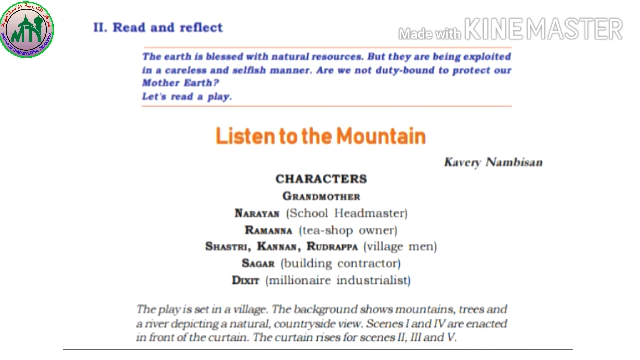 Made with KINEMASTER
II. Read and reflect
The earth is blessed with natural resources. But they are being exploited
in a careless and selfish manner. Are we not duty-bound to protect our
Mother Earth?
Let's read a play.
Listen to the Mountain
Kavery Nambisan
CHARACTERS
GRANDMOTHER
NARAYAN (School Headmaster)
RAMANNA (tea-shop owner)
SHASTRI, KANNAN, RUDRAPPA (village men)
SAGAR (building contractor)
DIXIT (millionaire industrialist)
The play is set in a village. The background shows mountains, trees and
a river depicting a natural, countryside view. Scenes I and IV are enacted
in front of the curtain. The curtain rises for scenes II, III and V.